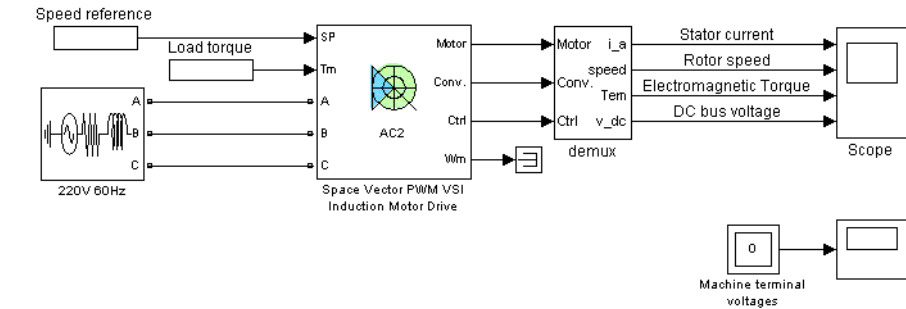 Speed reference
Load torque
SP
Tm
A
B
C
Motor
Conv.
Ctrl
Wm
AC2
A
B
C
220V 60Hz
Space Vector PWM VSI
Induction Motor Drive
Motor
Conv.
Ctrl
i_a
speed
Tem
v_dc
demux
Stator current
Rotor speed
Electromagnetic Torque
DC bus voltage
Scope
0
Machine terminal
voltages